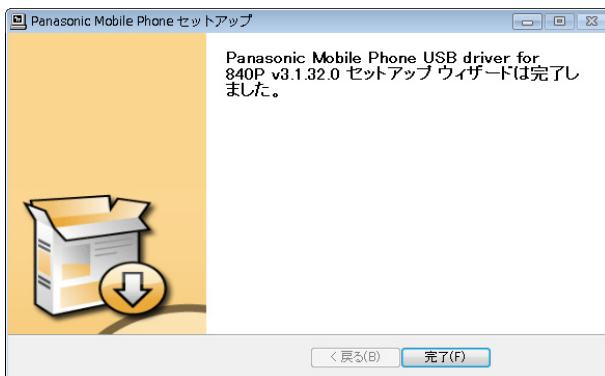 Panasonic Mobile Phone セットアップ
Panasonic Mobile Phone USB driver for
840P v3.1.32.0 セットアップ ウィザードは完了し
ました。
< 戻る(B)
完了(F)